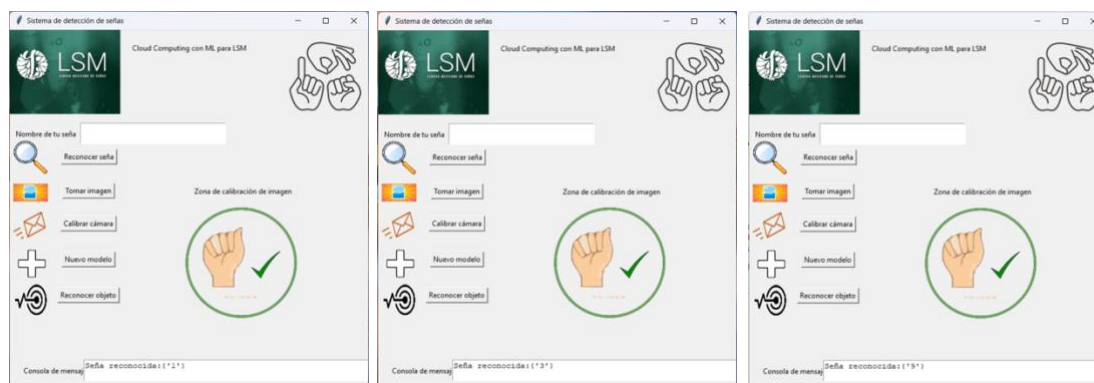 Sistema de detección de señas
LSM
Cloud Computing con ML para LSM
Nombre de tu seña
Reconocer seña
Tomar imagen
Zona de calibración de imagen
Calibrar cámara
Nuevo modelo
Reconocer objeto
Consola de mensaj
Seña reconocida:('1')
Sistema de detección de señas
LSM
Cloud Computing con ML para LSM
Nombre de tu seña
Reconocer seña
Tomar imagen
Zona de calibración de imagen
Calibrar cámara
Nuevo modelo
Reconocer objeto
Consola de mensaj
Seña reconocida:('3')
Sistema de detección de señas
LSM
Cloud Computing con ML para LSM
Nombre de tu seña
Reconocer seña
Tomar imagen
Zona de calibración de imagen
Calibrar cámara
Nuevo modelo
Reconocer objeto
Consola de mensaj
Seña reconocida:('9')